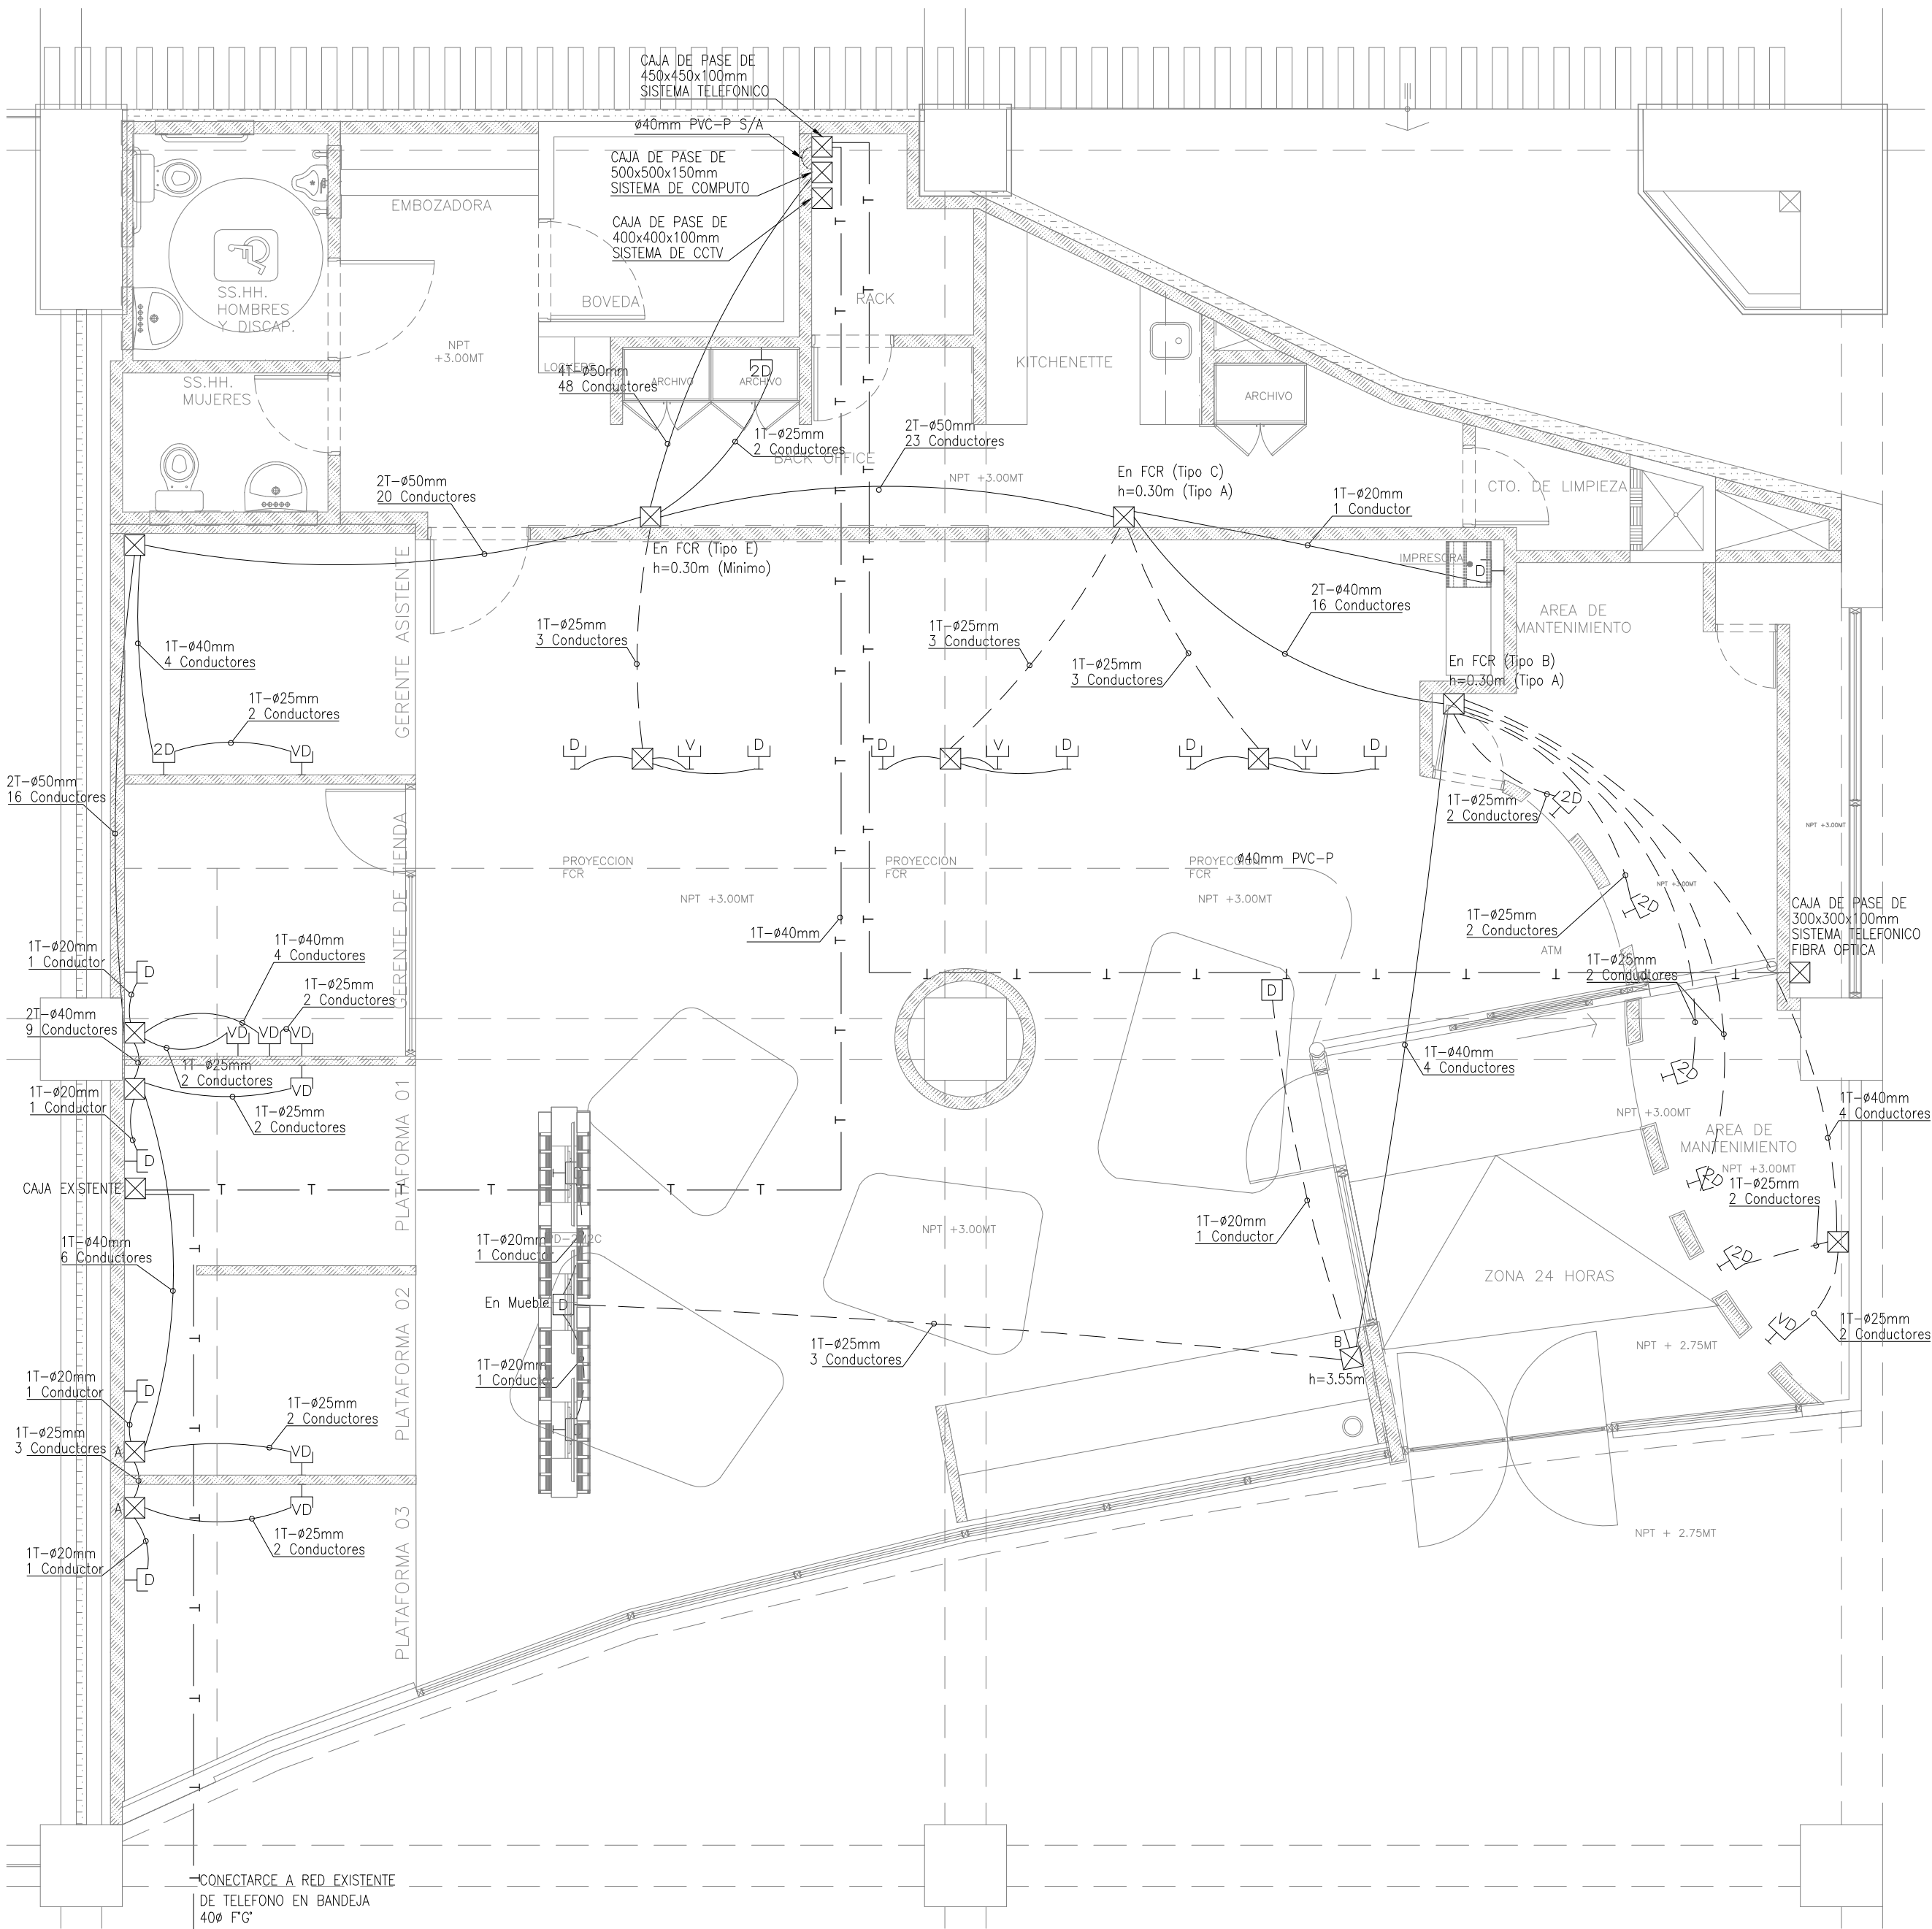 CAJA DE PASE DE
450x450x100mm
SISTEMA TELEFONICO
ø40mm PVC-P S/A
CAJA DE PASE DE
500x500x150mm
SISTEMA DE COMPUTO
CAJA DE PASE DE
400x400x100mm
SISTEMA DE CCTV
EMBOZADORA
SS.HH.
HOMBRES
Y DISCAP.
BOVEDA
RACK
NPT
+3.00MT
KITCHENETTE
SS.HH.
MUJERES
LOCKERS
4T-ø50mm
48 Conductores
ARCHIVO
ARCHIVO
2D
ARCHIVO
1T-ø25mm
2 Conductores
BACK OFFICE
2T-ø50mm
23 Conductores
NPT +3.00MT
2T-ø50mm
20 Conductores
En FCR (Tipo C)
h=0.30m (Tipo A)
1T-ø20mm
1 Conductor
CTO. DE LIMPIEZA
En FCR (Tipo E)
h=0.30m (Minimo)
IMPRESORA
D
GERENTE ASISTENTE
2T-ø40mm
16 Conductores
AREA DE
MANTENIMIENTO
1T-ø40mm
4 Conductores
1T-ø25mm
3 Conductores
1T-ø25mm
3 Conductores
1T-ø25mm
3 Conductores
En FCR (Tipo B)
h=0.30m (Tipo A)
1T-ø25mm
2 Conductores
2D
VD
D
V
D
D
V
D
D
V
D
2T-ø50mm
16 Conductores
1T-ø25mm
2 Conductores
2D
NPT +3.00MT
GERENTE DE TIENDA
PROYECCION
FCR
PROYECCION
FCR
PROYECCION
FCR
ø40mm PVC-P
NPT +3.00MT
NPT +3.00MT
NPT +3.00MT
2D
1T-ø25mm
2 Conductores
CAJA DE PASE DE
300x300x100mm
SISTEMA TELEFONICO
FIBRA OPTICA
1T-ø40mm
ATM
1T-ø20mm
1 Conductor
D
1T-ø40mm
4 Conductores
1T-ø25mm
2 Conductores
1T-ø25mm
2 Conductores
D
2T-ø40mm
9 Conductores
VD
VD
VD
1T-ø25mm
2 Conductores
1T-ø40mm
4 Conductores
2D
1T-ø20mm
1 Conductor
VD
1T-ø25mm
2 Conductores
D
PLATAFORMA 01
NPT +3.00MT
1T-ø40mm
4 Conductores
AREA DE
MANTENIMIENTO
NPT +3.00MT
CAJA EXISTENTE
T T T T T T T
1T-ø25mm
2 Conductores
1T-ø40mm
6 Conductores
1T-ø20mm
1 Conductor
NPT +3.00MT
1T-ø20mm
1 Conductor
2D
ZONA 24 HORAS
PLATAFORMA 02
En Mueble
D
1T-ø25mm
3 Conductores
B
h=3.55m
VD
1T-ø25mm
2 Conductores
NPT + 2.75MT
1T-ø20mm
1 Conductor
1T-ø20mm
1 Conductor
D
1T-ø25mm
2 Conductores
1T-ø25mm
3 Conductores
A
VD
A
VD
1T-ø25mm
2 Conductores
PLATAFORMA 03
NPT + 2.75MT
1T-ø20mm
1 Conductor
D
CONECTARCE A RED EXISTENTE
DE TELEFONO EN BANDEJA
40ø F'G'